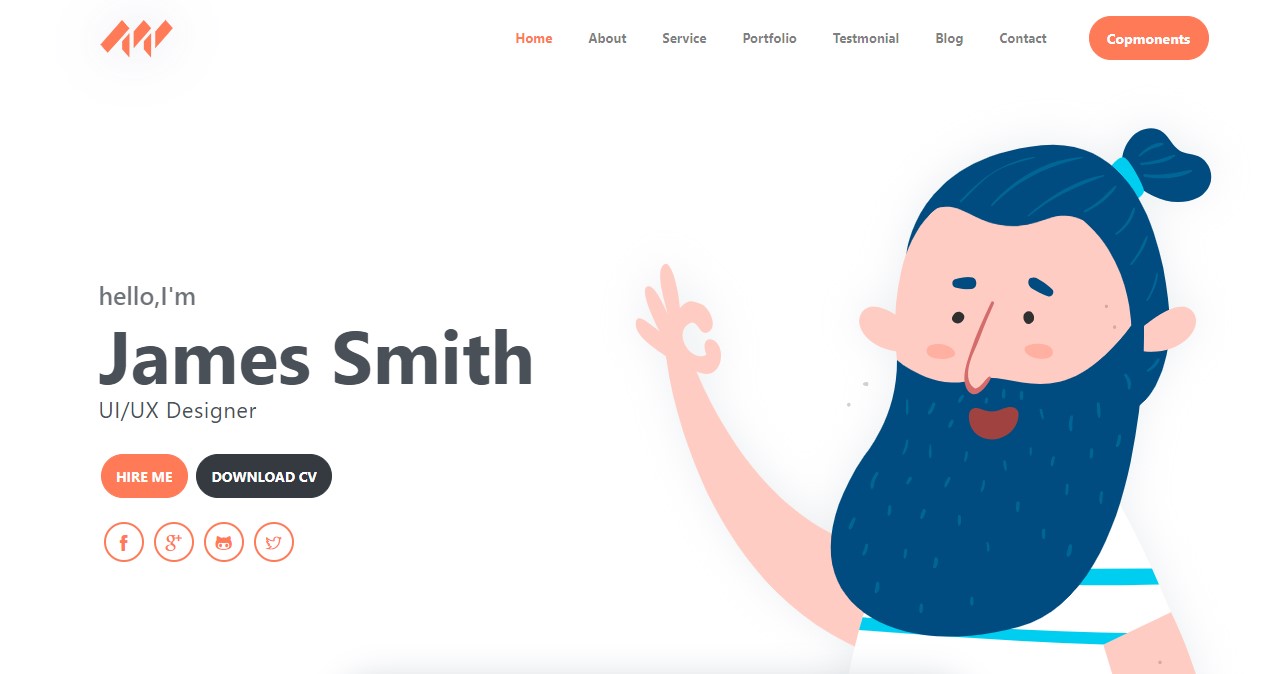 Home About Service Portfolio Testmonial Blog Contact Copmonents
hello,I'm
James Smith
UI/UX Designer
HIRE ME DOWNLOAD CV